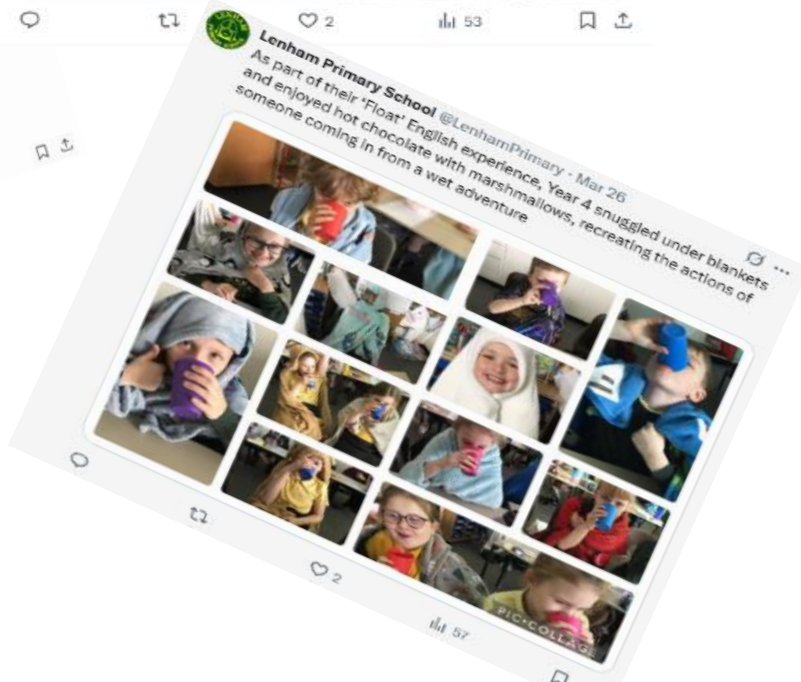 2
53
LENHAM
Lenham Primary School @LenhamPrimary · Mar 26
As part of their 'Float' English experience, Year 4 snuggled under blankets
and enjoyed hot chocolate with marshmallows, recreating the actions of
someone coming in from a wet adventure
PIC•COLLAGE
2
57